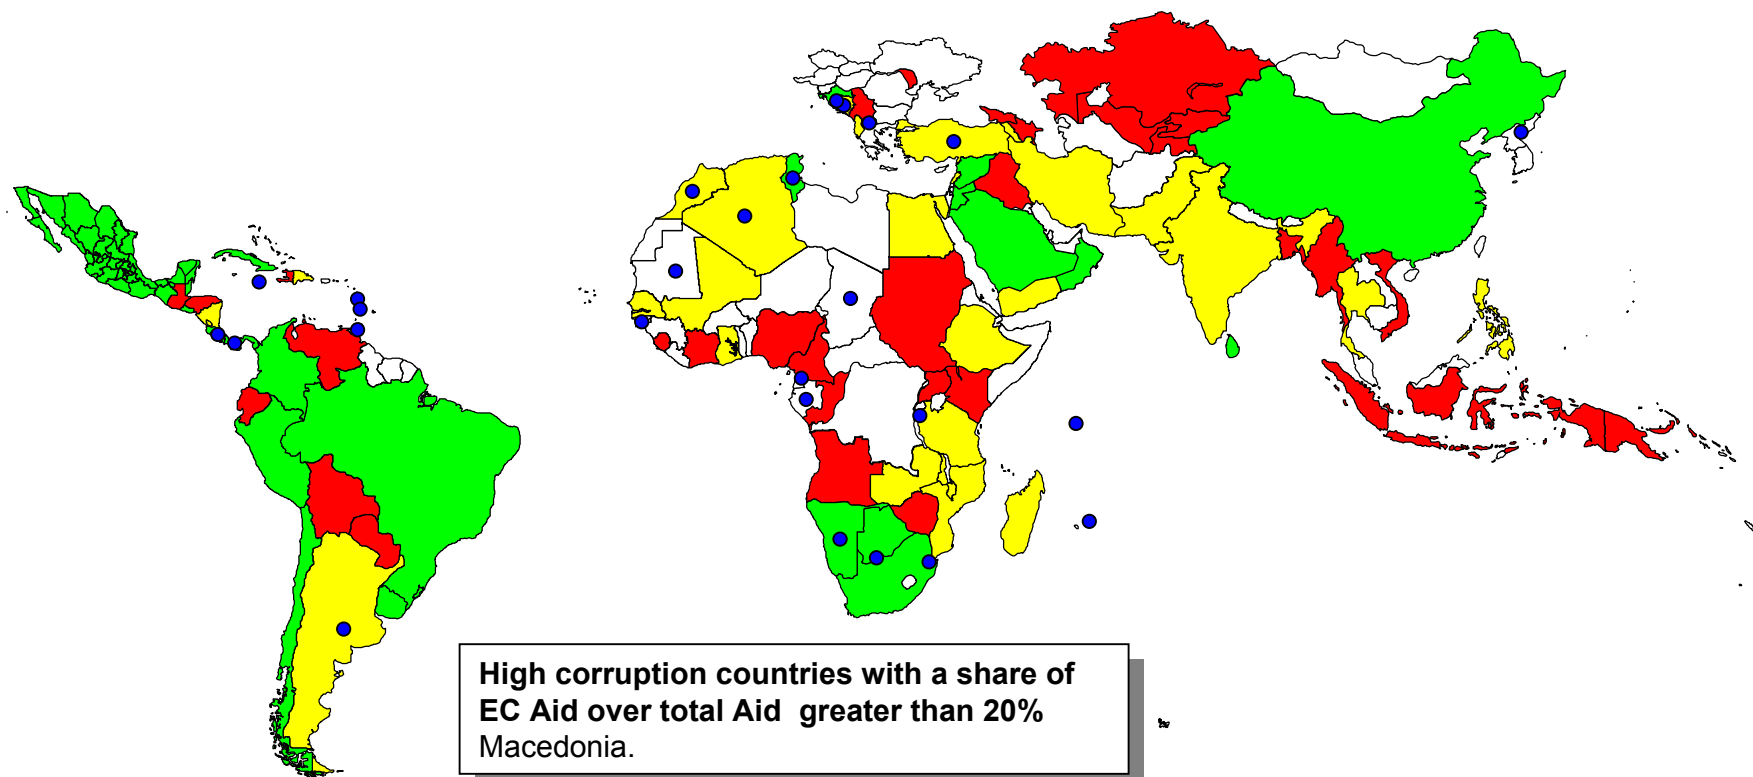 High corruption countries with a share of
EC Aid over total Aid  greater than 20%
Macedonia.